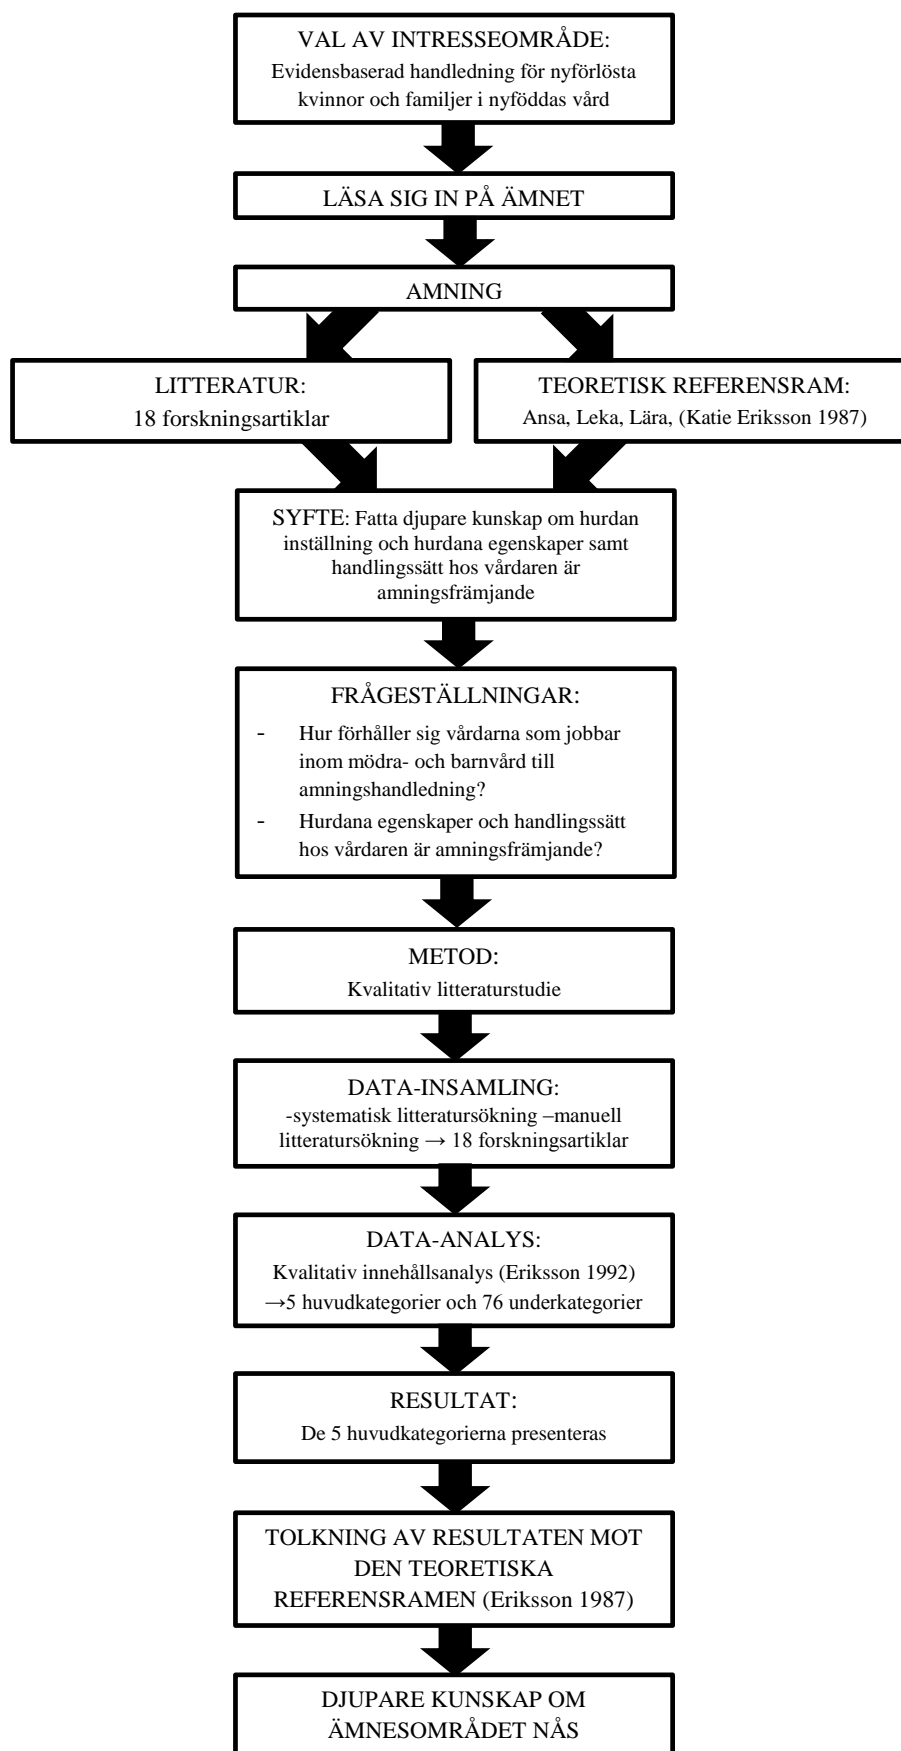 VAL AV INTRESSEOMRÅDE:
Evidensbaserad handledning för nyförlösta
kvinnor och familjer i nyföddas vård
LÄSA SIG IN PÅ ÄMNET
AMNING
LITTERATUR:
18 forskningsartiklar
TEORETISK REFERENSRAM:
Ansa, Leka, Lära, (Katie Eriksson 1987)
SYFTE: Fatta djupare kunskap om hurdan
inställning och hurdana egenskaper samt
handlingssätt hos vårdaren är
amningsfrämjande
FRÅGESTÄLLNINGAR:
- Hur förhåller sig vårdarna som jobbar
inom mödra- och barnvård till
amningshandledning?
- Hurdana egenskaper och handlingssätt
hos vårdaren är amningsfrämjande?
METOD:
Kvalitativ litteraturstudie
DATA-INSAMLING:
-systematisk litteratursökning –manuell
litteratursökning → 18 forskningsartiklar
DATA-ANALYS:
Kvalitativ innehållsanalys (Eriksson 1992)
→5 huvudkategorier och 76 underkategorier
RESULTAT:
De 5 huvudkategorierna presenteras
TOLKNING AV RESULTATEN MOT
DEN TEORETISKA
REFERENSRAMEN (Eriksson 1987)
DJUPARE KUNSKAP OM
ÄMNESOMRÅDET NÅS